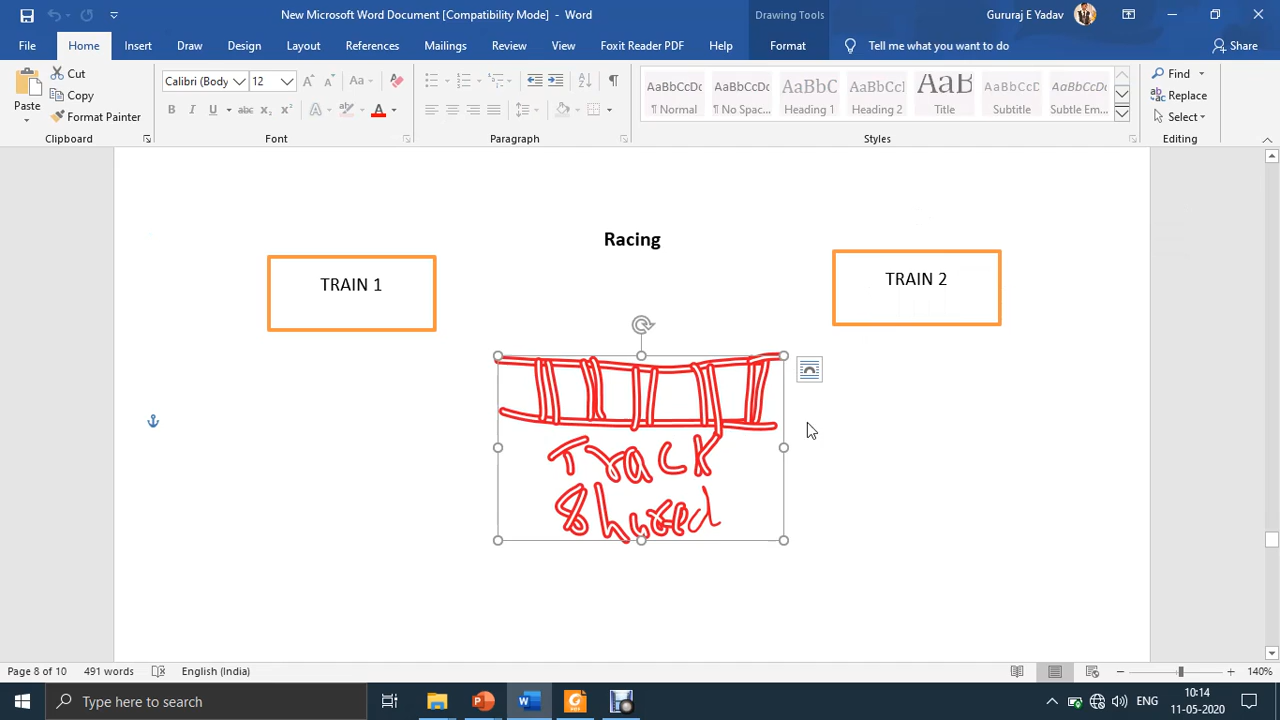 New Microsoft Word Document [Compatibility Mode] - Word
Drawing Tools
Gururaj E Yadav
File Home Insert Draw Design Layout References Mailings Review View Foxit Reader PDF Help Format Tell me what you want to do Share
Paste
Cut
Copy
Format Painter
Clipboard
Calibri (Body 12
Font
Paragraph
AaBbCcDc AaBbCcDc AaBbC AaBbCcI AaB AaBbCcD AaBbCcDc
¶ Normal ¶ NoSpac... Heading 1 Heading 2 Title Subtitle Subtle Em...
Styles
Find
Replace
Select
Editing
Racing
TRAIN 1
TRAIN 2
Track
Shared
Page 8 of 10 491 words English (India) 140%
Type here to search
ENG
10:14
11-05-2020